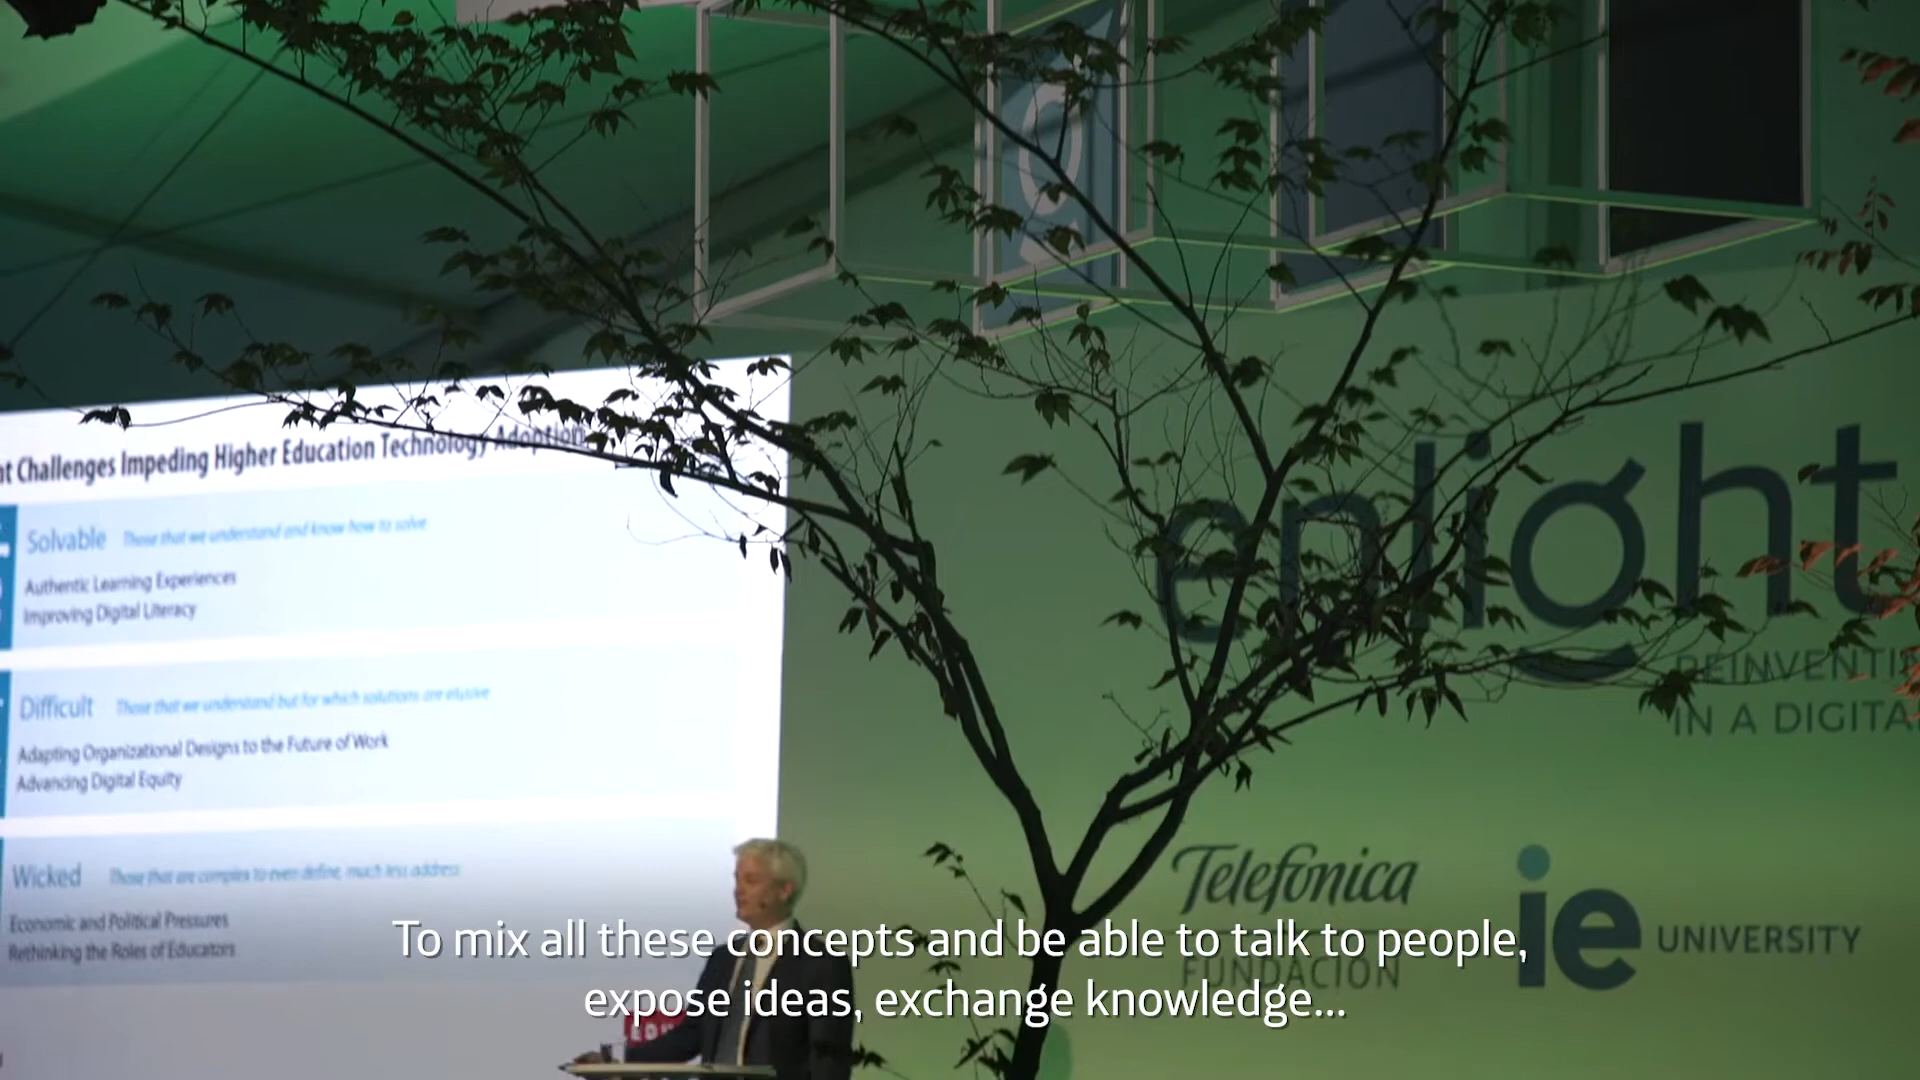 Challenges Impeding Higher Education Technology Adoption
Solvable Those that we understand and know how to solve
Authentic Learning Experiences
Improving Digital Literacy
Difficult Those that we understand but for which solutions are elusive
Adapting Organizational Designs to the Future of Work
Advancing Digital Equity
Wicked Those that are complex to even define, much less address
Economic and Political Pressures
Rethinking the Roles of Educators
enlight
REINVENTI
IN A DIGITA
Telefónica
FUNDACIÓN
ie UNIVERSITY
To mix all these concepts and be able to talk to people,
expose ideas, exchange knowledge...